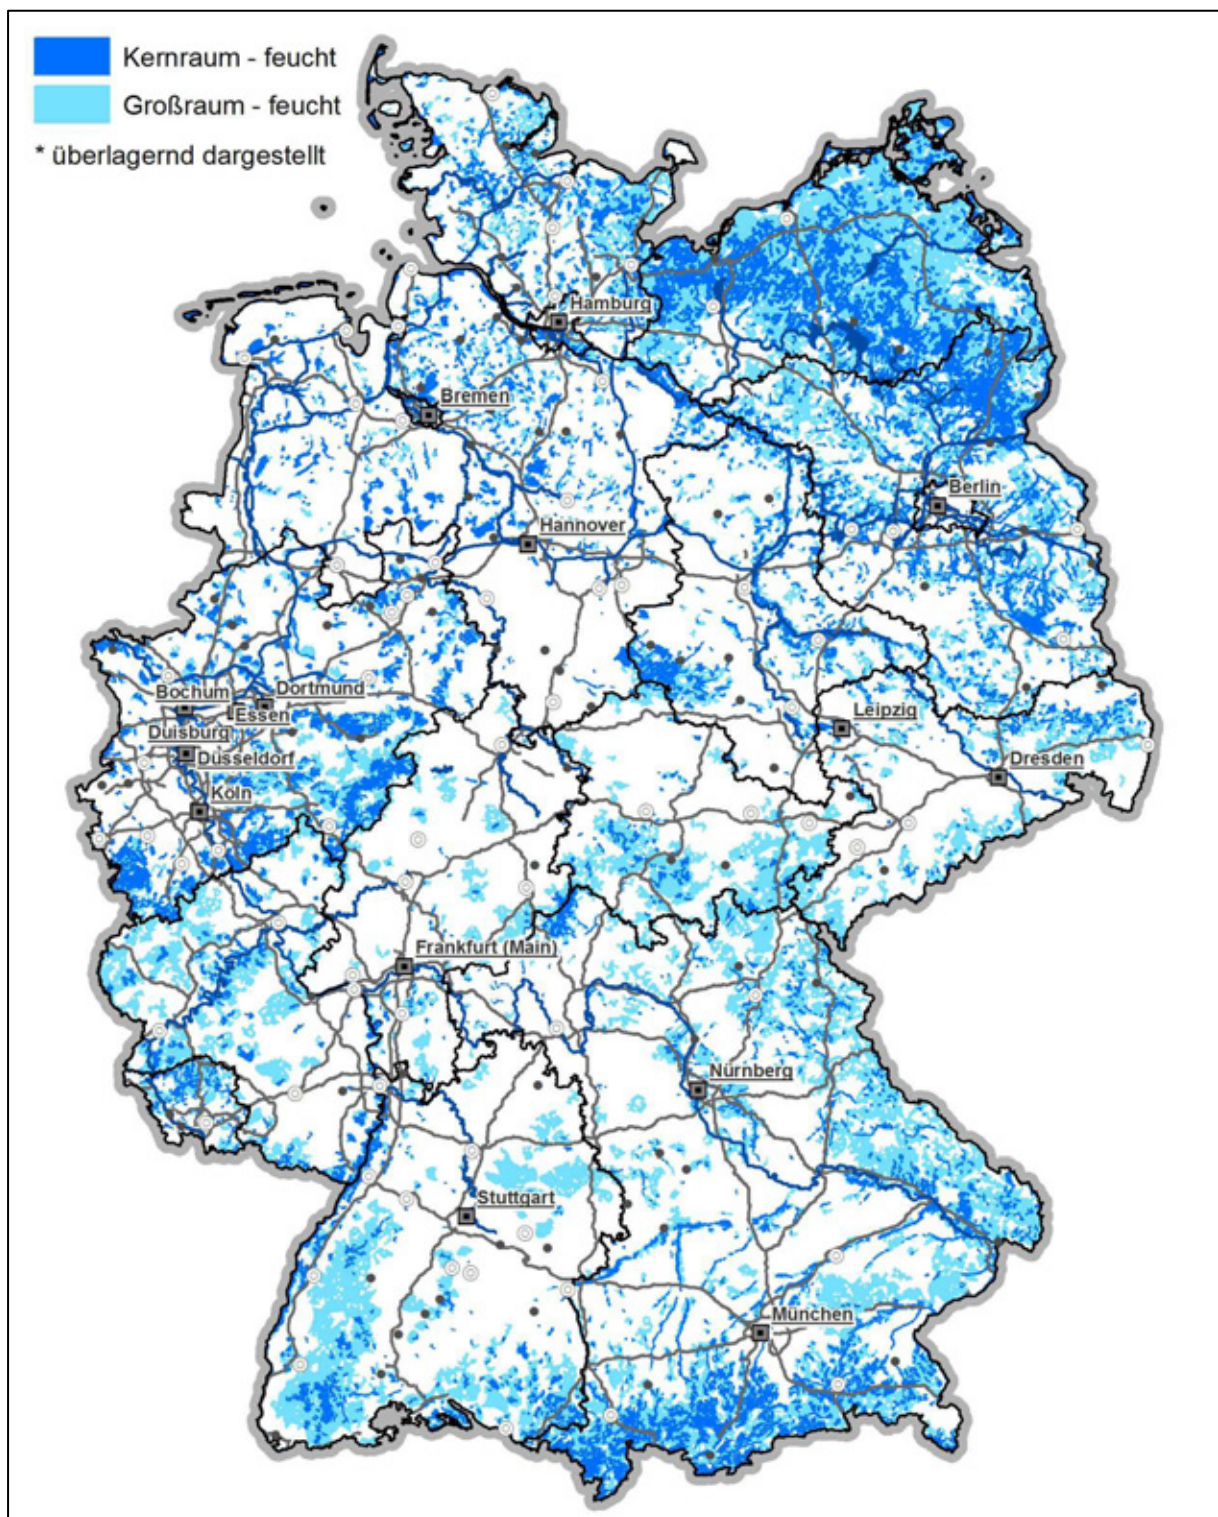 Kernraum - feucht
Großraum - feucht
* überlagernd dargestellt
Hamburg
Bremen
Berlin
Hannover
Dortmund
Bochum
Essen
Duisburg
Düsseldorf
Leipzig
Dresden
Köln
Frankfurt (Main)
Nürnberg
Stuttgart
München